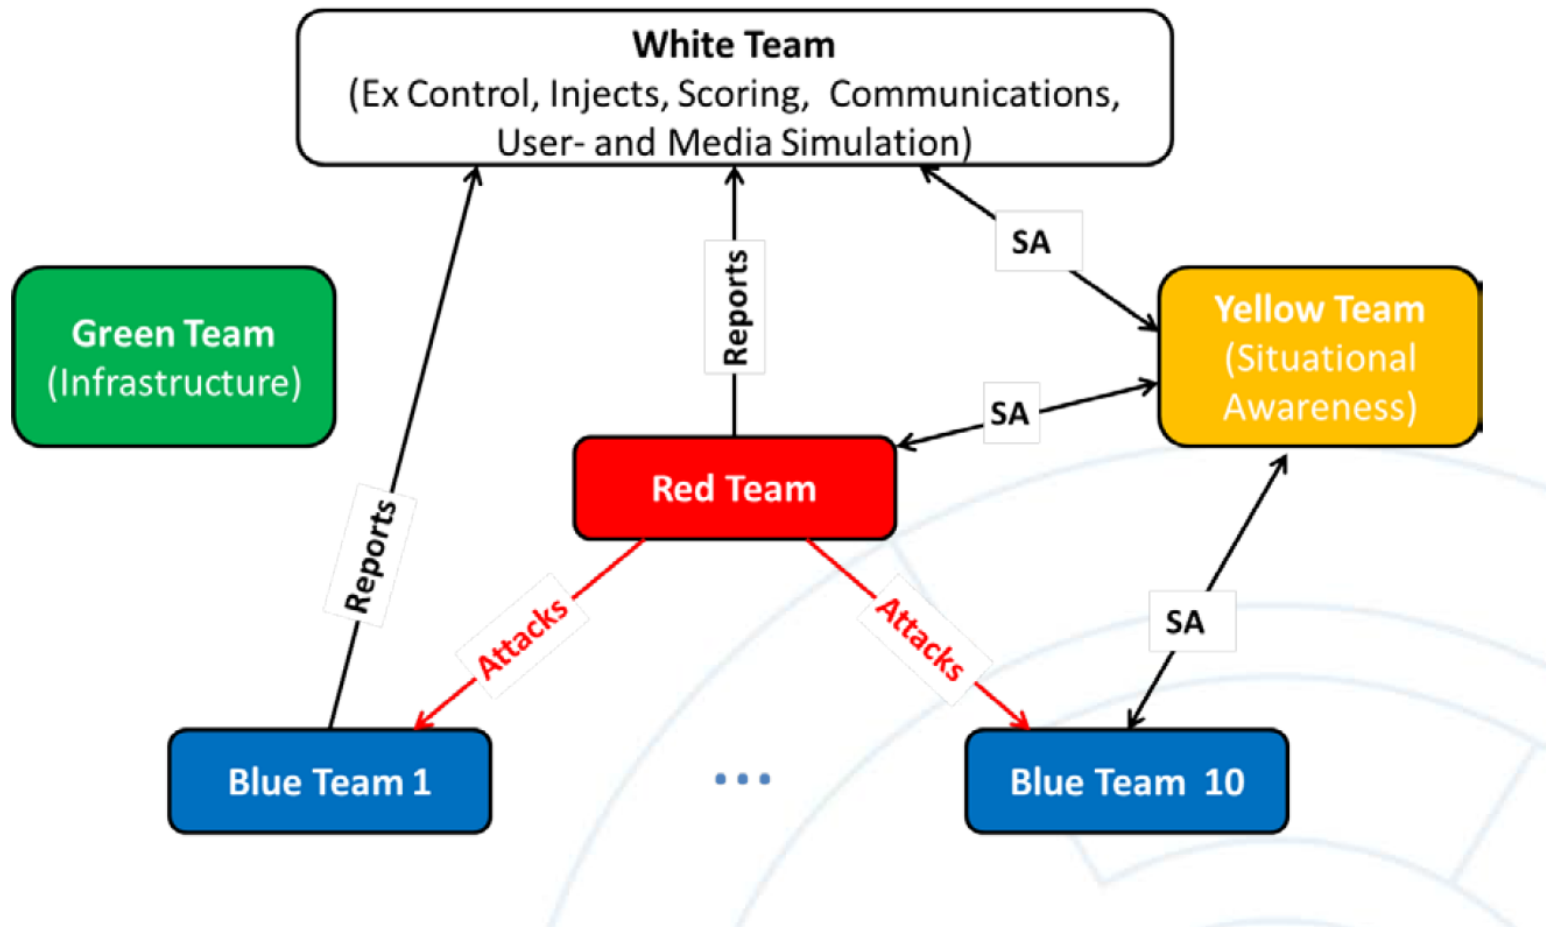 White Team
(Ex Control, Injects, Scoring, Communications,
User- and Media Simulation)
SA
Reports
Green Team
(Infrastructure)
Yellow Team
(Situational
Awareness)
SA
Red Team
Reports
Attacks
Attacks
SA
Blue Team 1
...
Blue Team 10